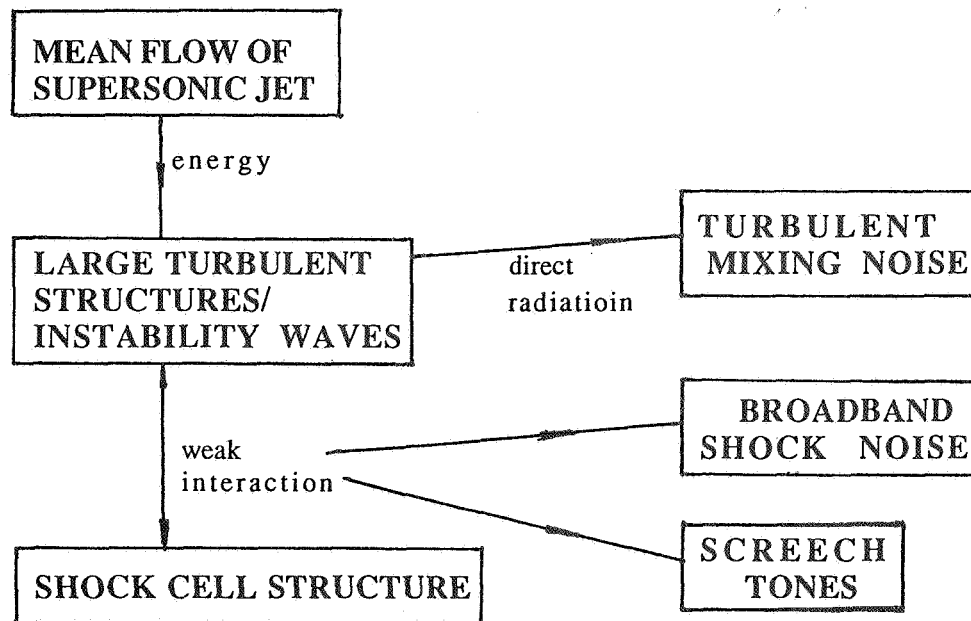 MEAN FLOW OF
SUPERSONIC JET
energy
LARGE TURBULENT
STRUCTURES/
INSTABILITY WAVES
direct
radiatioin
TURBULENT
MIXING NOISE
weak
interaction
BROADBAND
SHOCK NOISE
SCREECH
TONES
SHOCK CELL STRUCTURE